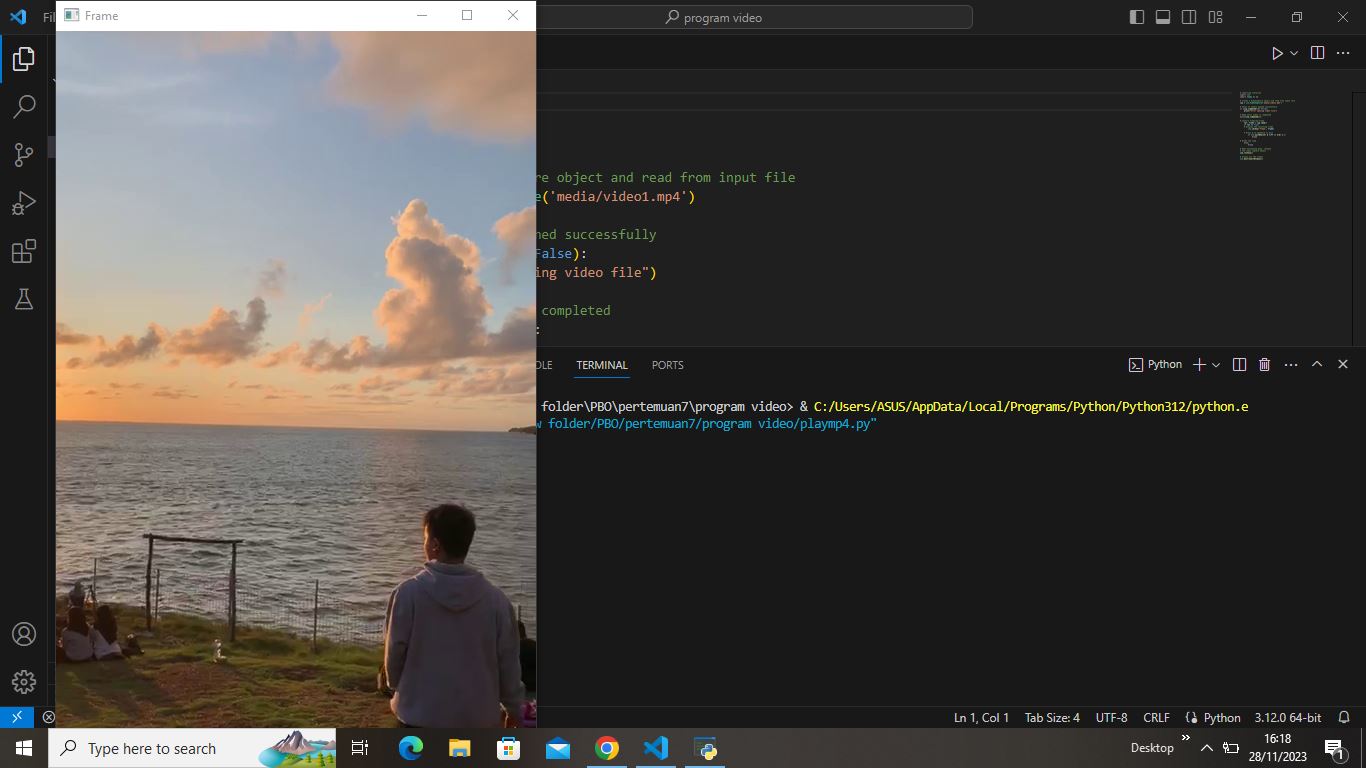 Fil
Frame
program video
re object and read from input file
e('media/video1.mp4')
ned successfully
False):
ing video file")
completed
:
OLE
TERMINAL
PORTS
Python
folder\PBO\pertemuan7\program video> & C:/Users/ASUS/AppData/Local/Programs/Python/Python312/python.e
w folder/PBO/pertemuan7/program video/playmp4.py"
Ln 1, Col 1
Tab Size: 4
UTF-8
CRLF
Python
3.12.0 64-bit
Type here to search
Desktop
16:18
28/11/2023
1